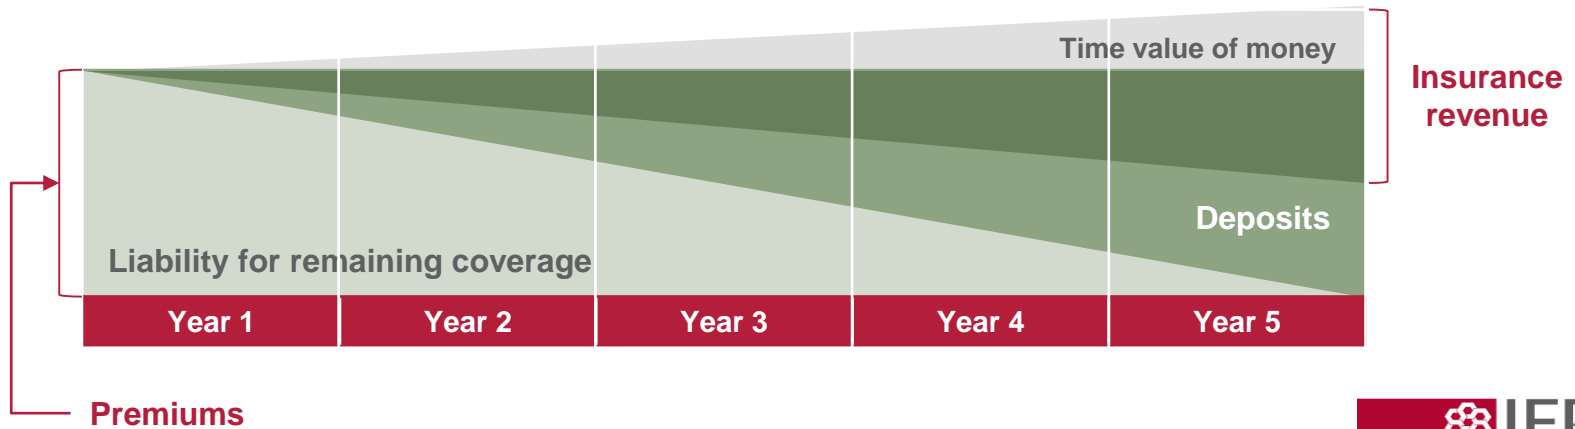 Time value of money
Insurance
revenue
Deposits
Liability for remaining coverage
Year 1
Year 2
Year 3
Year 4
Year 5
Premiums